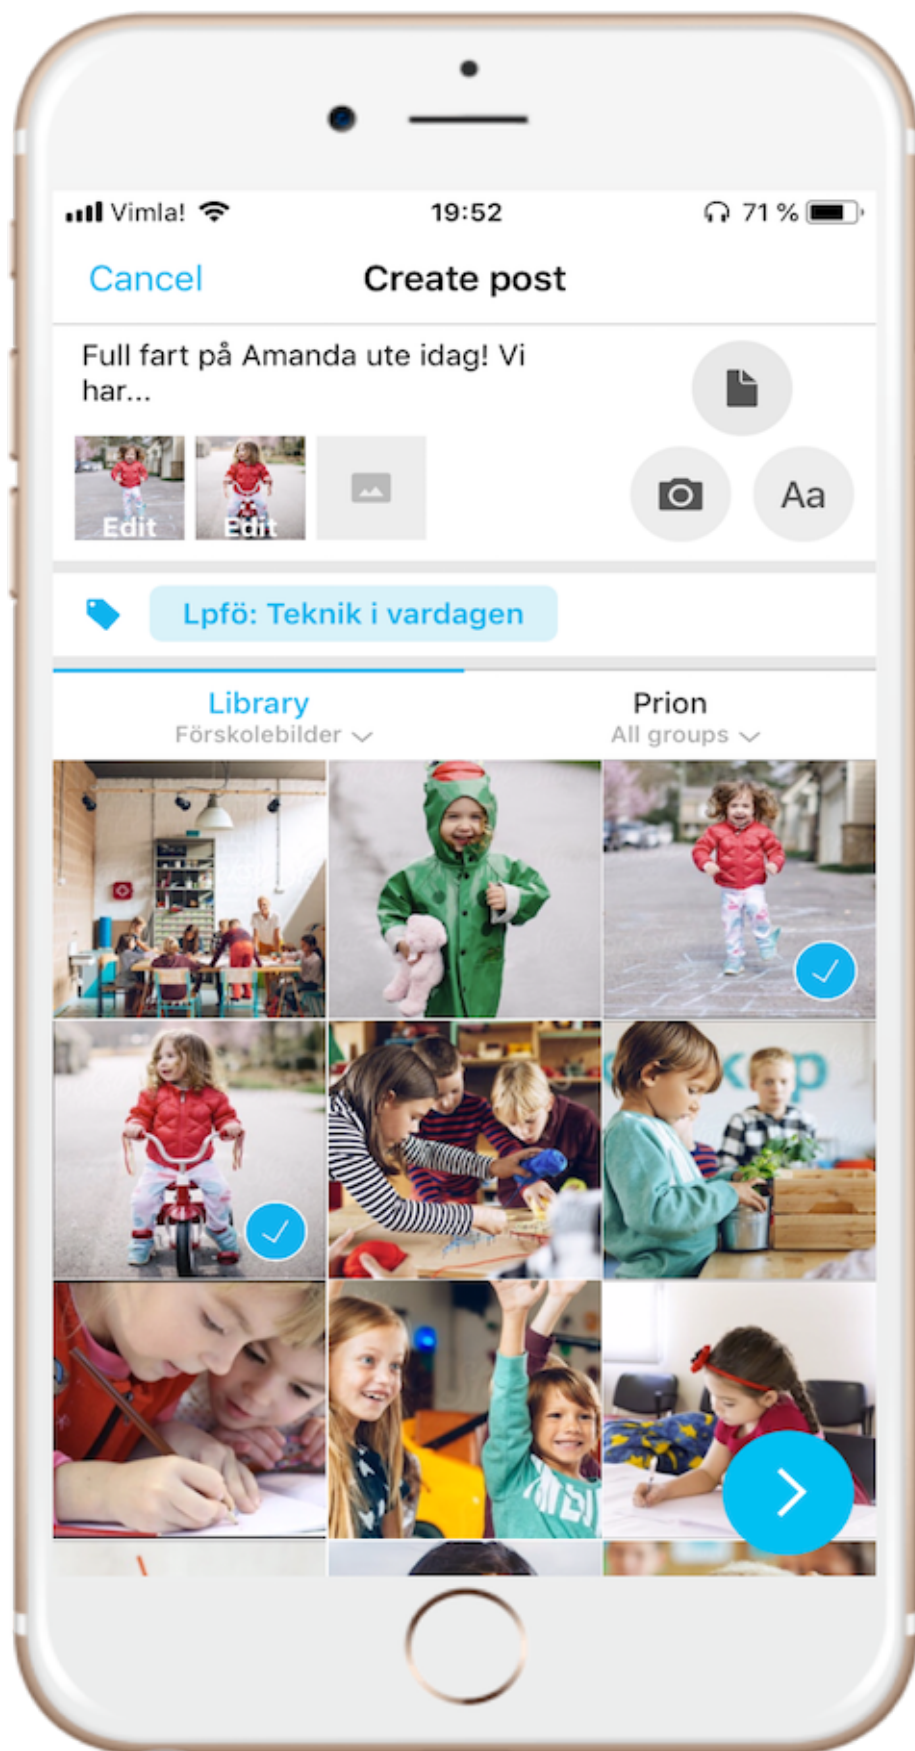 Vimla! 19:52 71 %
Cancel Create post
Full fart på Amanda ute idag! Vi
har...
Edit Edit
Aa
Lpfö: Teknik i vardagen
Library Prion
Förskolebilder All groups